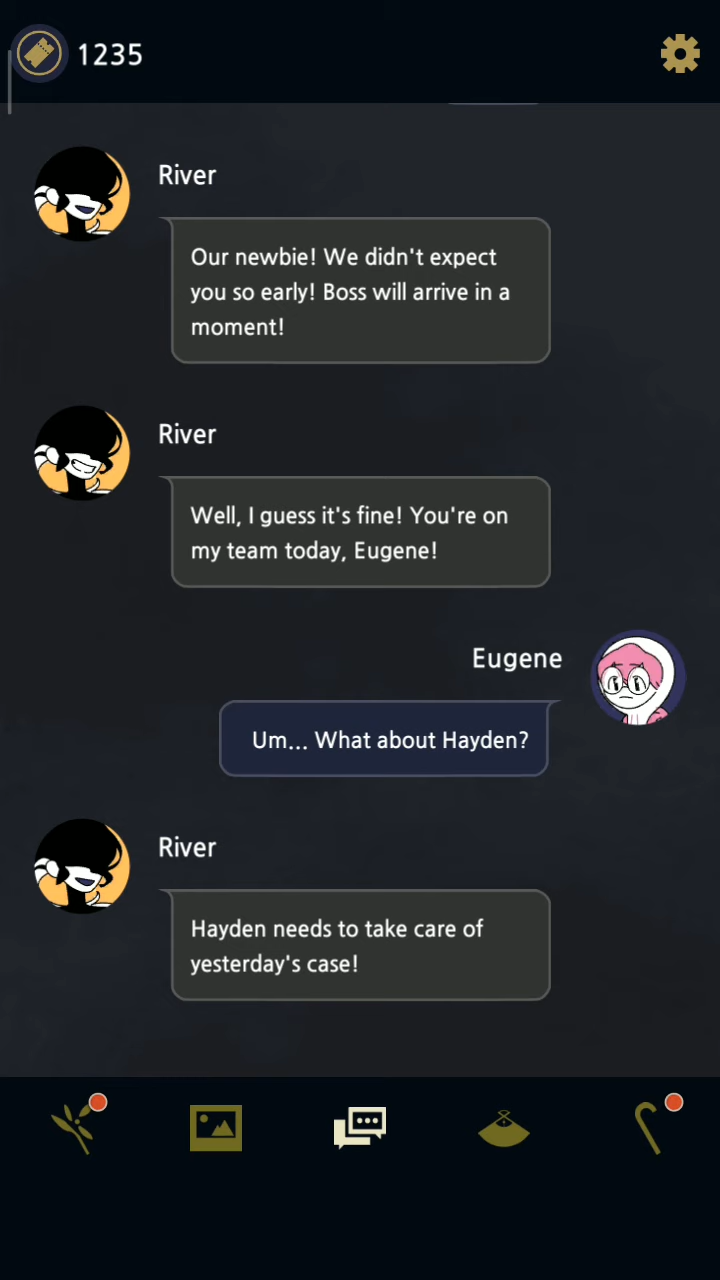 1235
River
Our newbie! We didn't expect
you so early! Boss will arrive in a
moment!
River
Well, I guess it's fine! You're on
my team today, Eugene!
Eugene
Um... What about Hayden?
River
Hayden needs to take care of
yesterday's case!